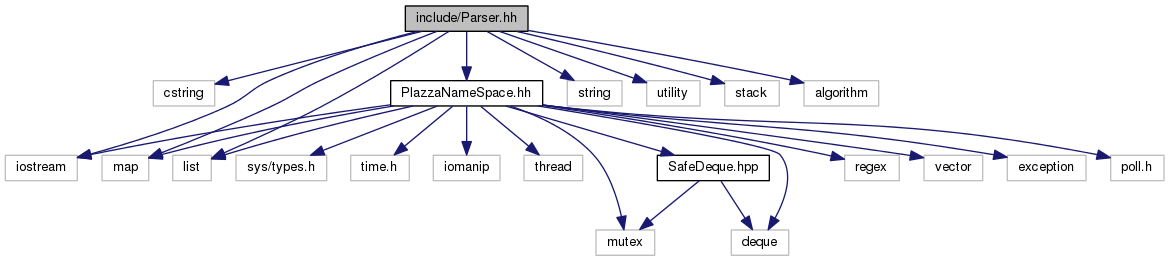 include/Parser.hh
cstring
PlazzaNameSpace.hh
string
utility
stack
algorithm
iostream
map
list
sys/types.h
time.h
iomanip
thread
SafeDeque.hpp
regex
vector
exception
poll.h
mutex
deque